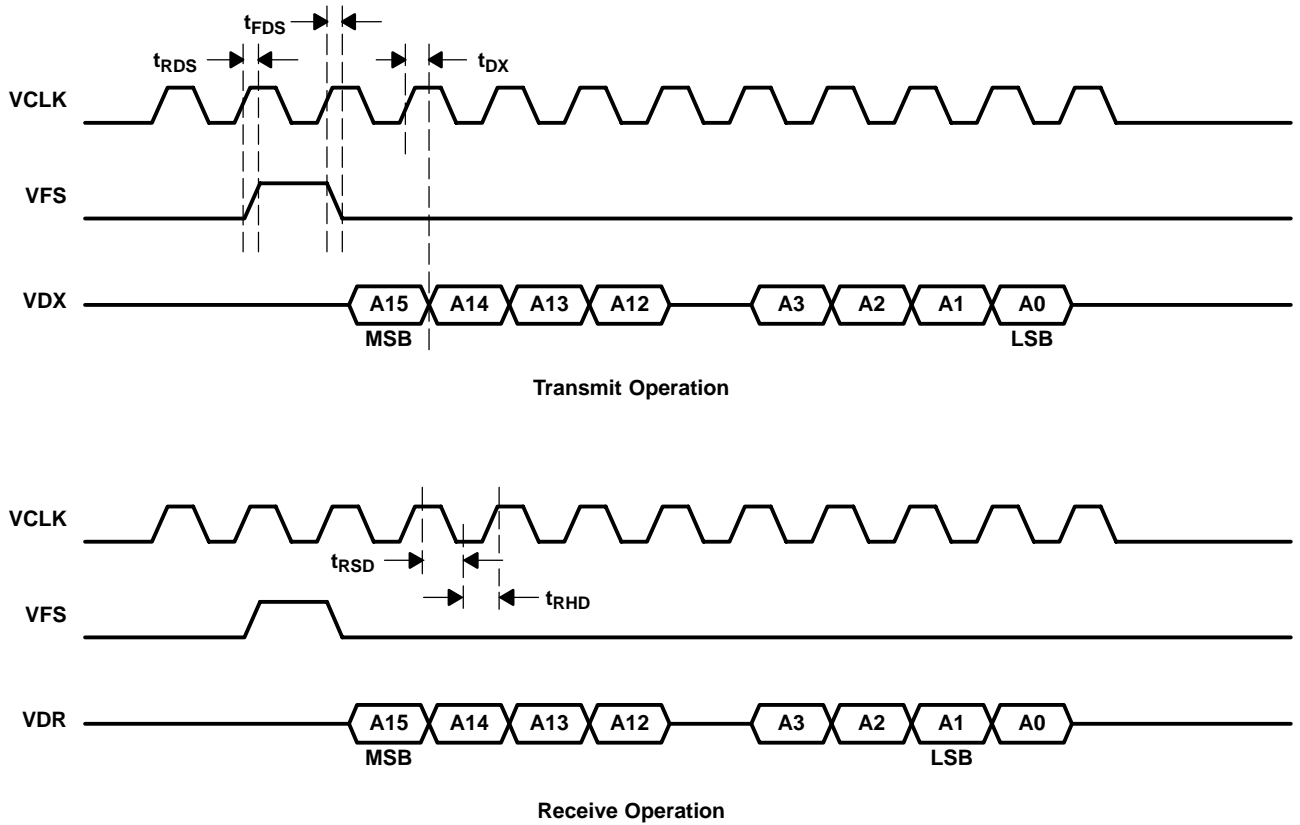 tFDS
tRDS
tDX
VCLK
VFS
VDX A15 A14 A13 A12 A3 A2 A1 A0
MSB LSB
Transmit Operation
VCLK
tRSD
tRHD
VFS
VDR A15 A14 A13 A12 A3 A2 A1 A0
MSB LSB
Receive Operation